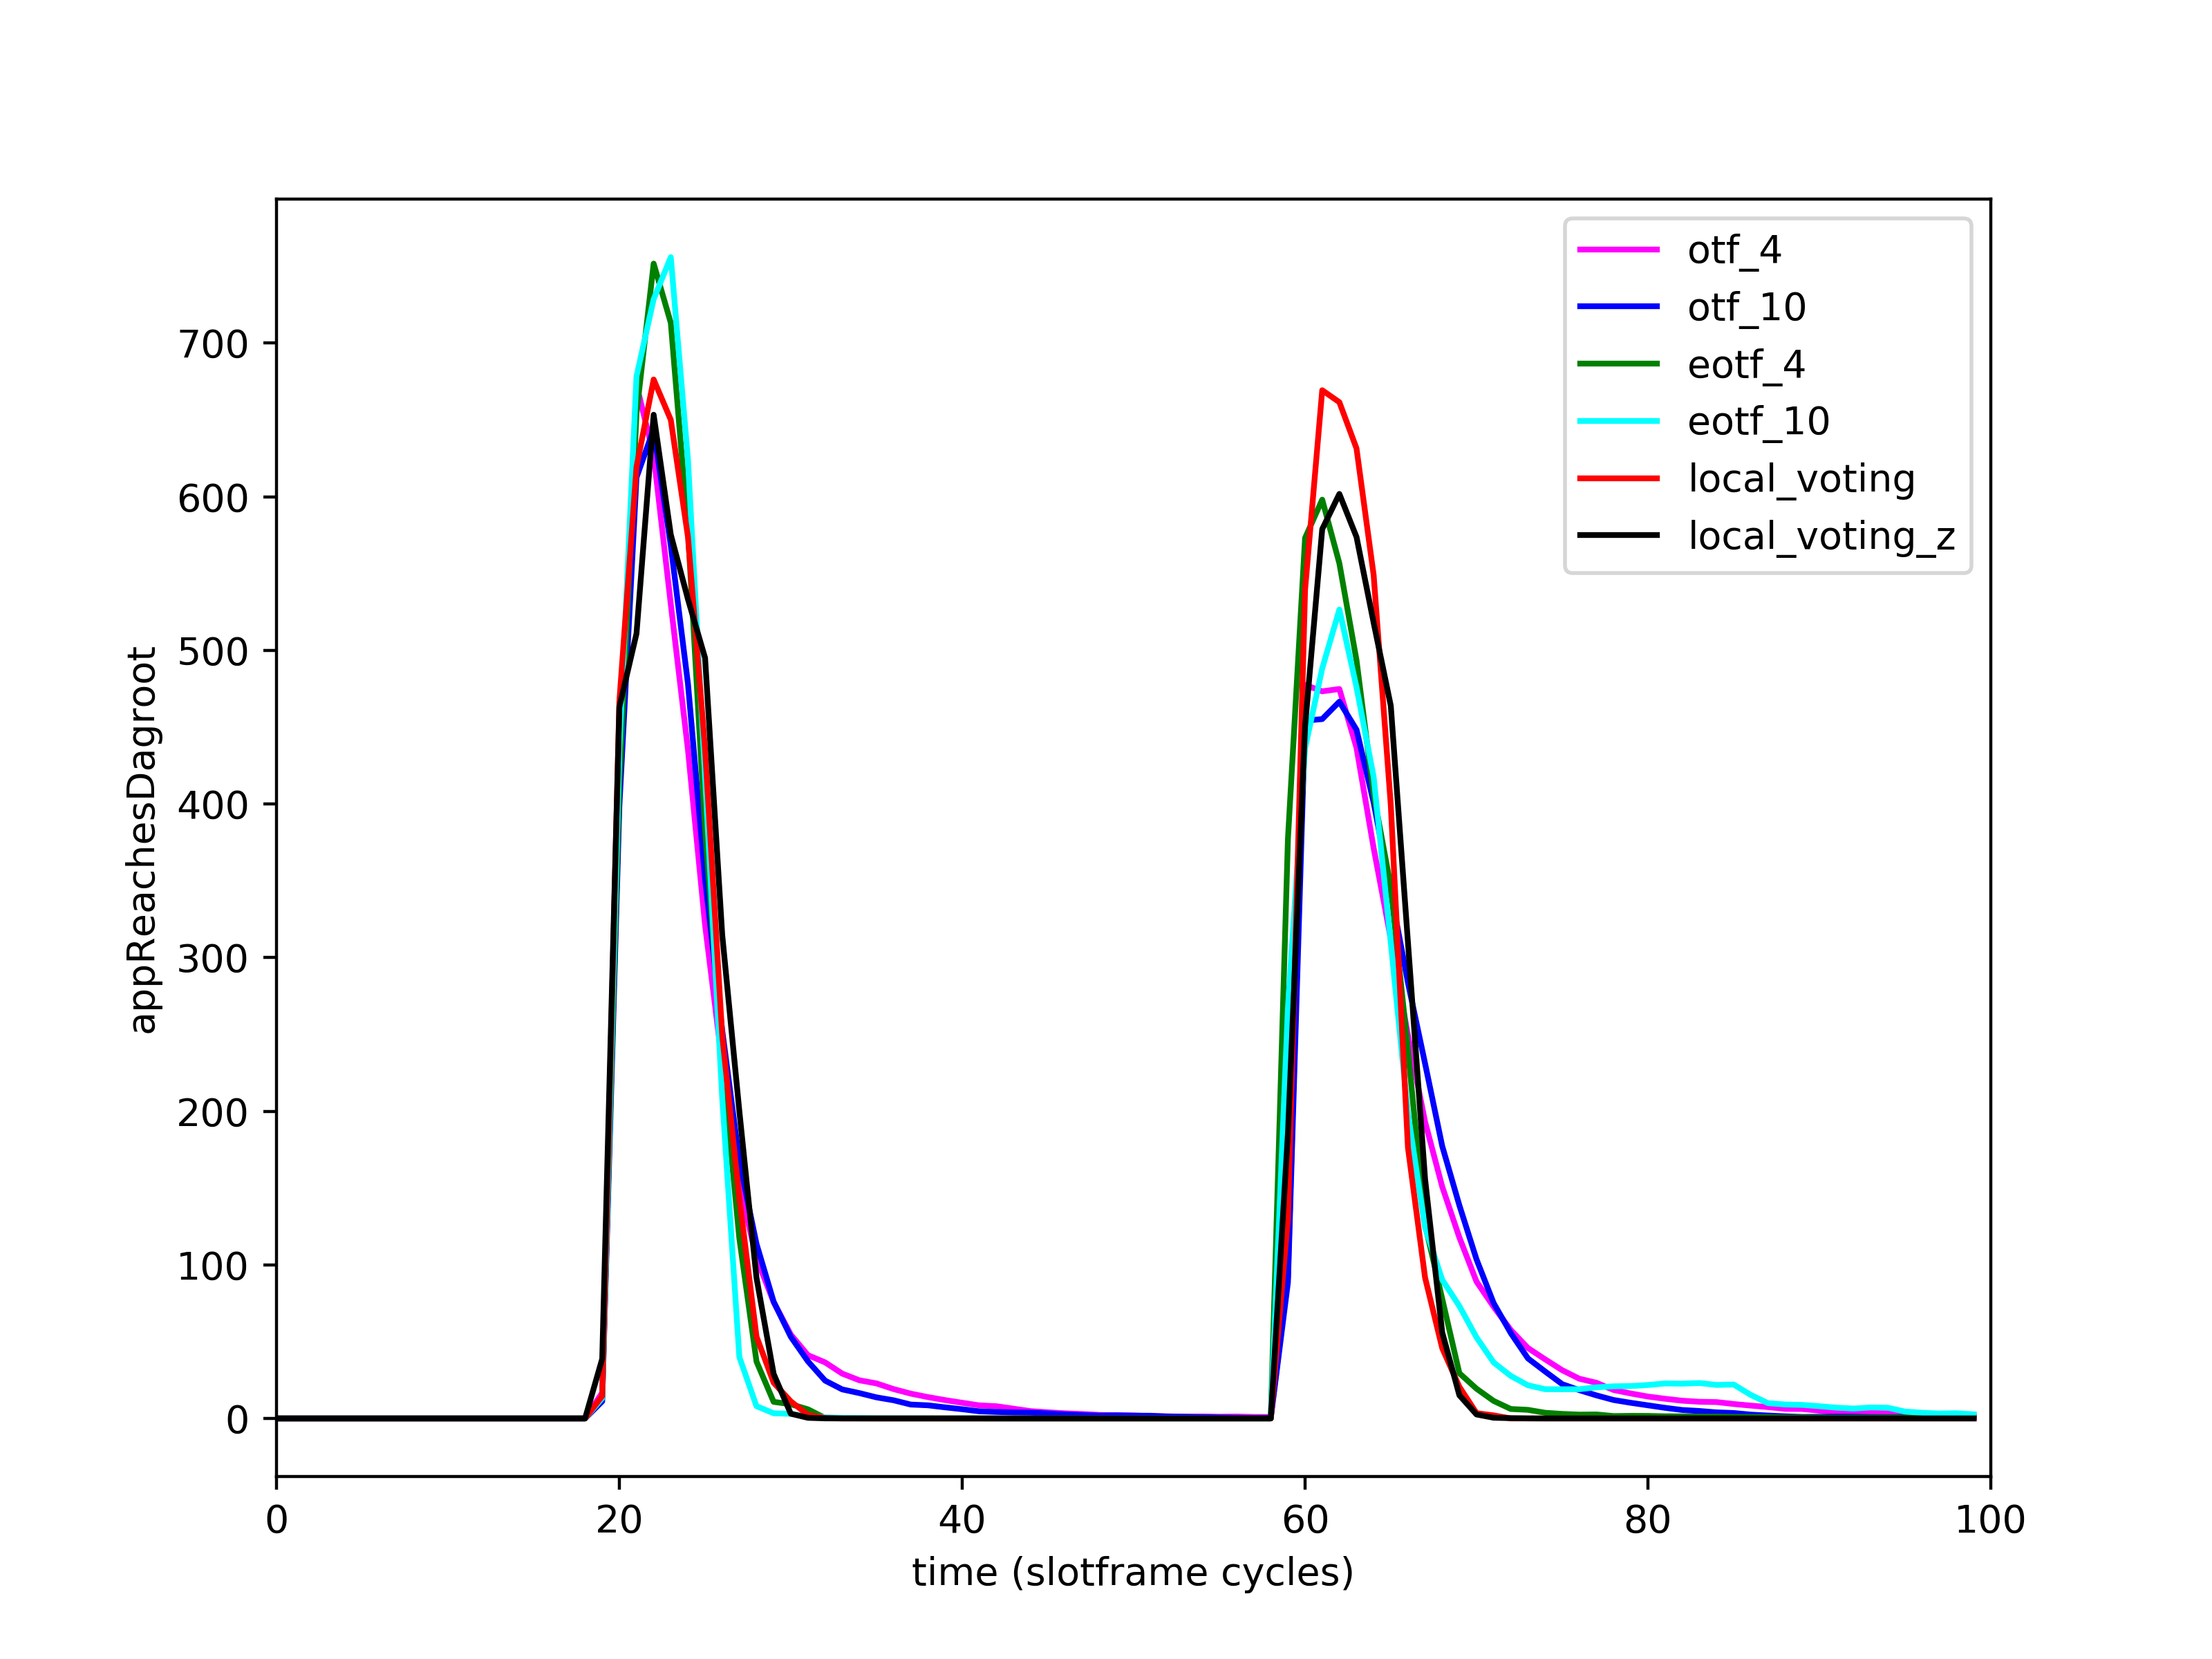 otf_4
otf_10
eotf_4
eotf_10
local_voting
local_voting_z
appReachesDagroot
700
600
500
400
300
200
100
0
0 20 40 60 80 100
time (slotframe cycles)